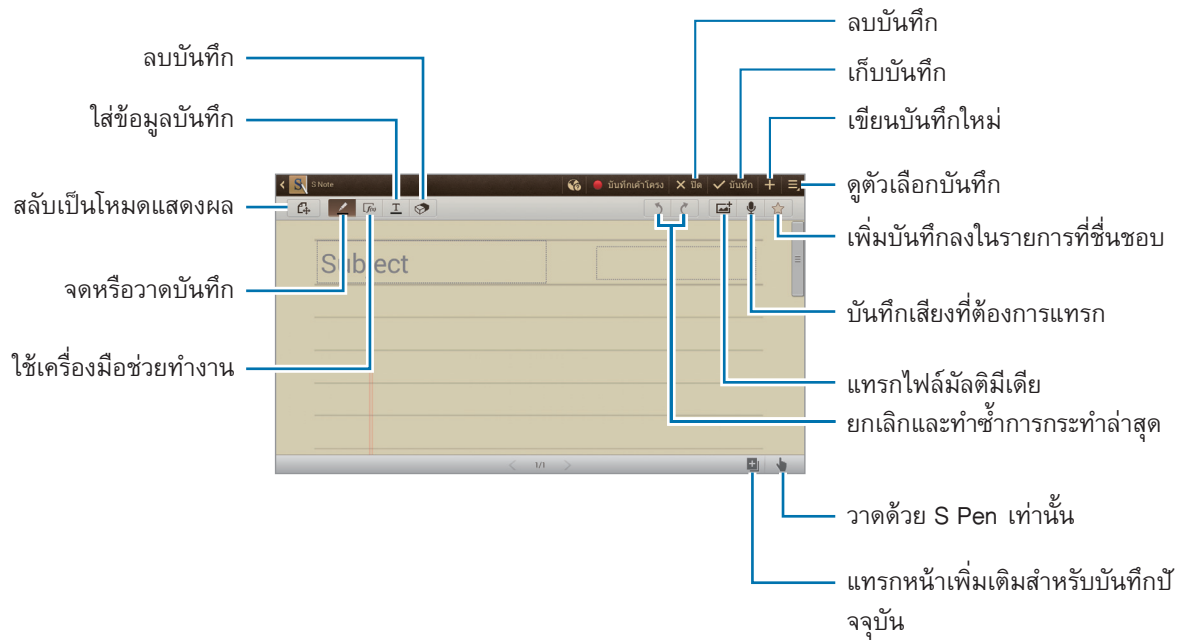 ลบบันทึก
ใส่ข้อมูลบันทึก
สลับเป็นโหมดแสดงผล
จดหรือวาดบันทึก
ใช้เครื่องมือช่วยทำงาน
ลบบันทึก
เก็บบันทึก
เขียนบันทึกใหม่
ดูตัวเลือกบันทึก
เพิ่มบันทึกลงในรายการที่ชื่นชอบ
บันทึกเสียงที่ต้องการแทรก
แทรกไฟล์มัลติมีเดีย
ยกเลิกและทำซ้ำการกระทำล่าสุด
วาดด้วย S Pen เท่านั้น
แทรกหน้าเพิ่มเติมสำหรับบันทึกปั
จจุบัน
S Note บันทึกเค้าโครง ปิด บันทึก
Subject
1/1